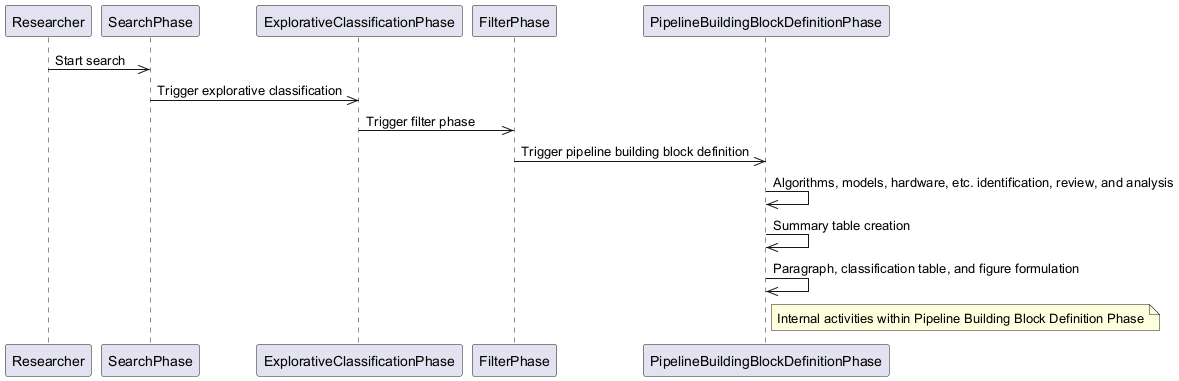 Researcher
SearchPhase
ExplorativeClassificationPhase
FilterPhase
PipelineBuildingBlockDefinitionPhase
Start search
Trigger explorative classification
Trigger filter phase
Trigger pipeline building block definition
Algorithms, models, hardware, etc. identification, review, and analysis
Summary table creation
Paragraph, classification table, and figure formulation
Internal activities within Pipeline Building Block Definition Phase
Researcher
SearchPhase
ExplorativeClassificationPhase
FilterPhase
PipelineBuildingBlockDefinitionPhase